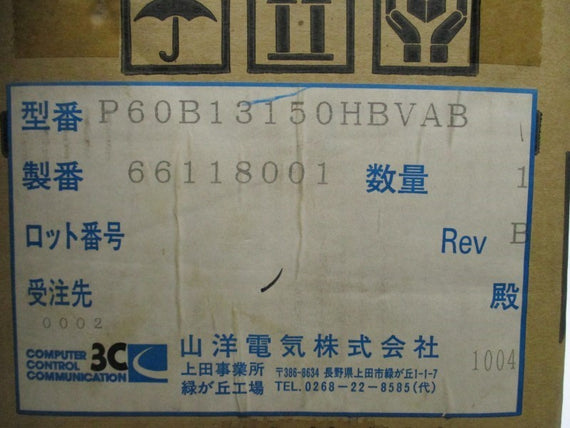 型番 P60B13150HBVAB
製番 66118001 数量 1
ロット番号 Rev B
受注先 殿
0002
COMPUTER
CONTROL
COMMUNICATION
3C
山洋電気株式会社
上田事業所 〒386-8634 長野県上田市緑が丘1-1-7
緑が丘工場 TEL.0268-22-8585(代)
1004